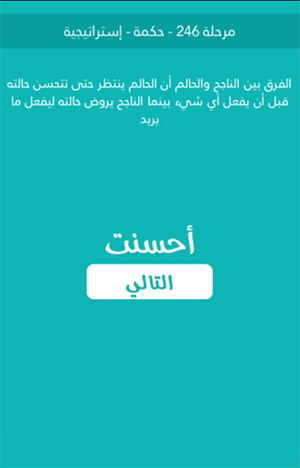 مرحلة 246 - حكمة - إستراتيجية
الفرق بين الناجح والحالم أن الحالم ينتظر حتى تتحسن حالته
قبل أن يفعل أي شيء بينما الناجح يروض حالته ليفعل ما
يريد
أحسنت
التالي